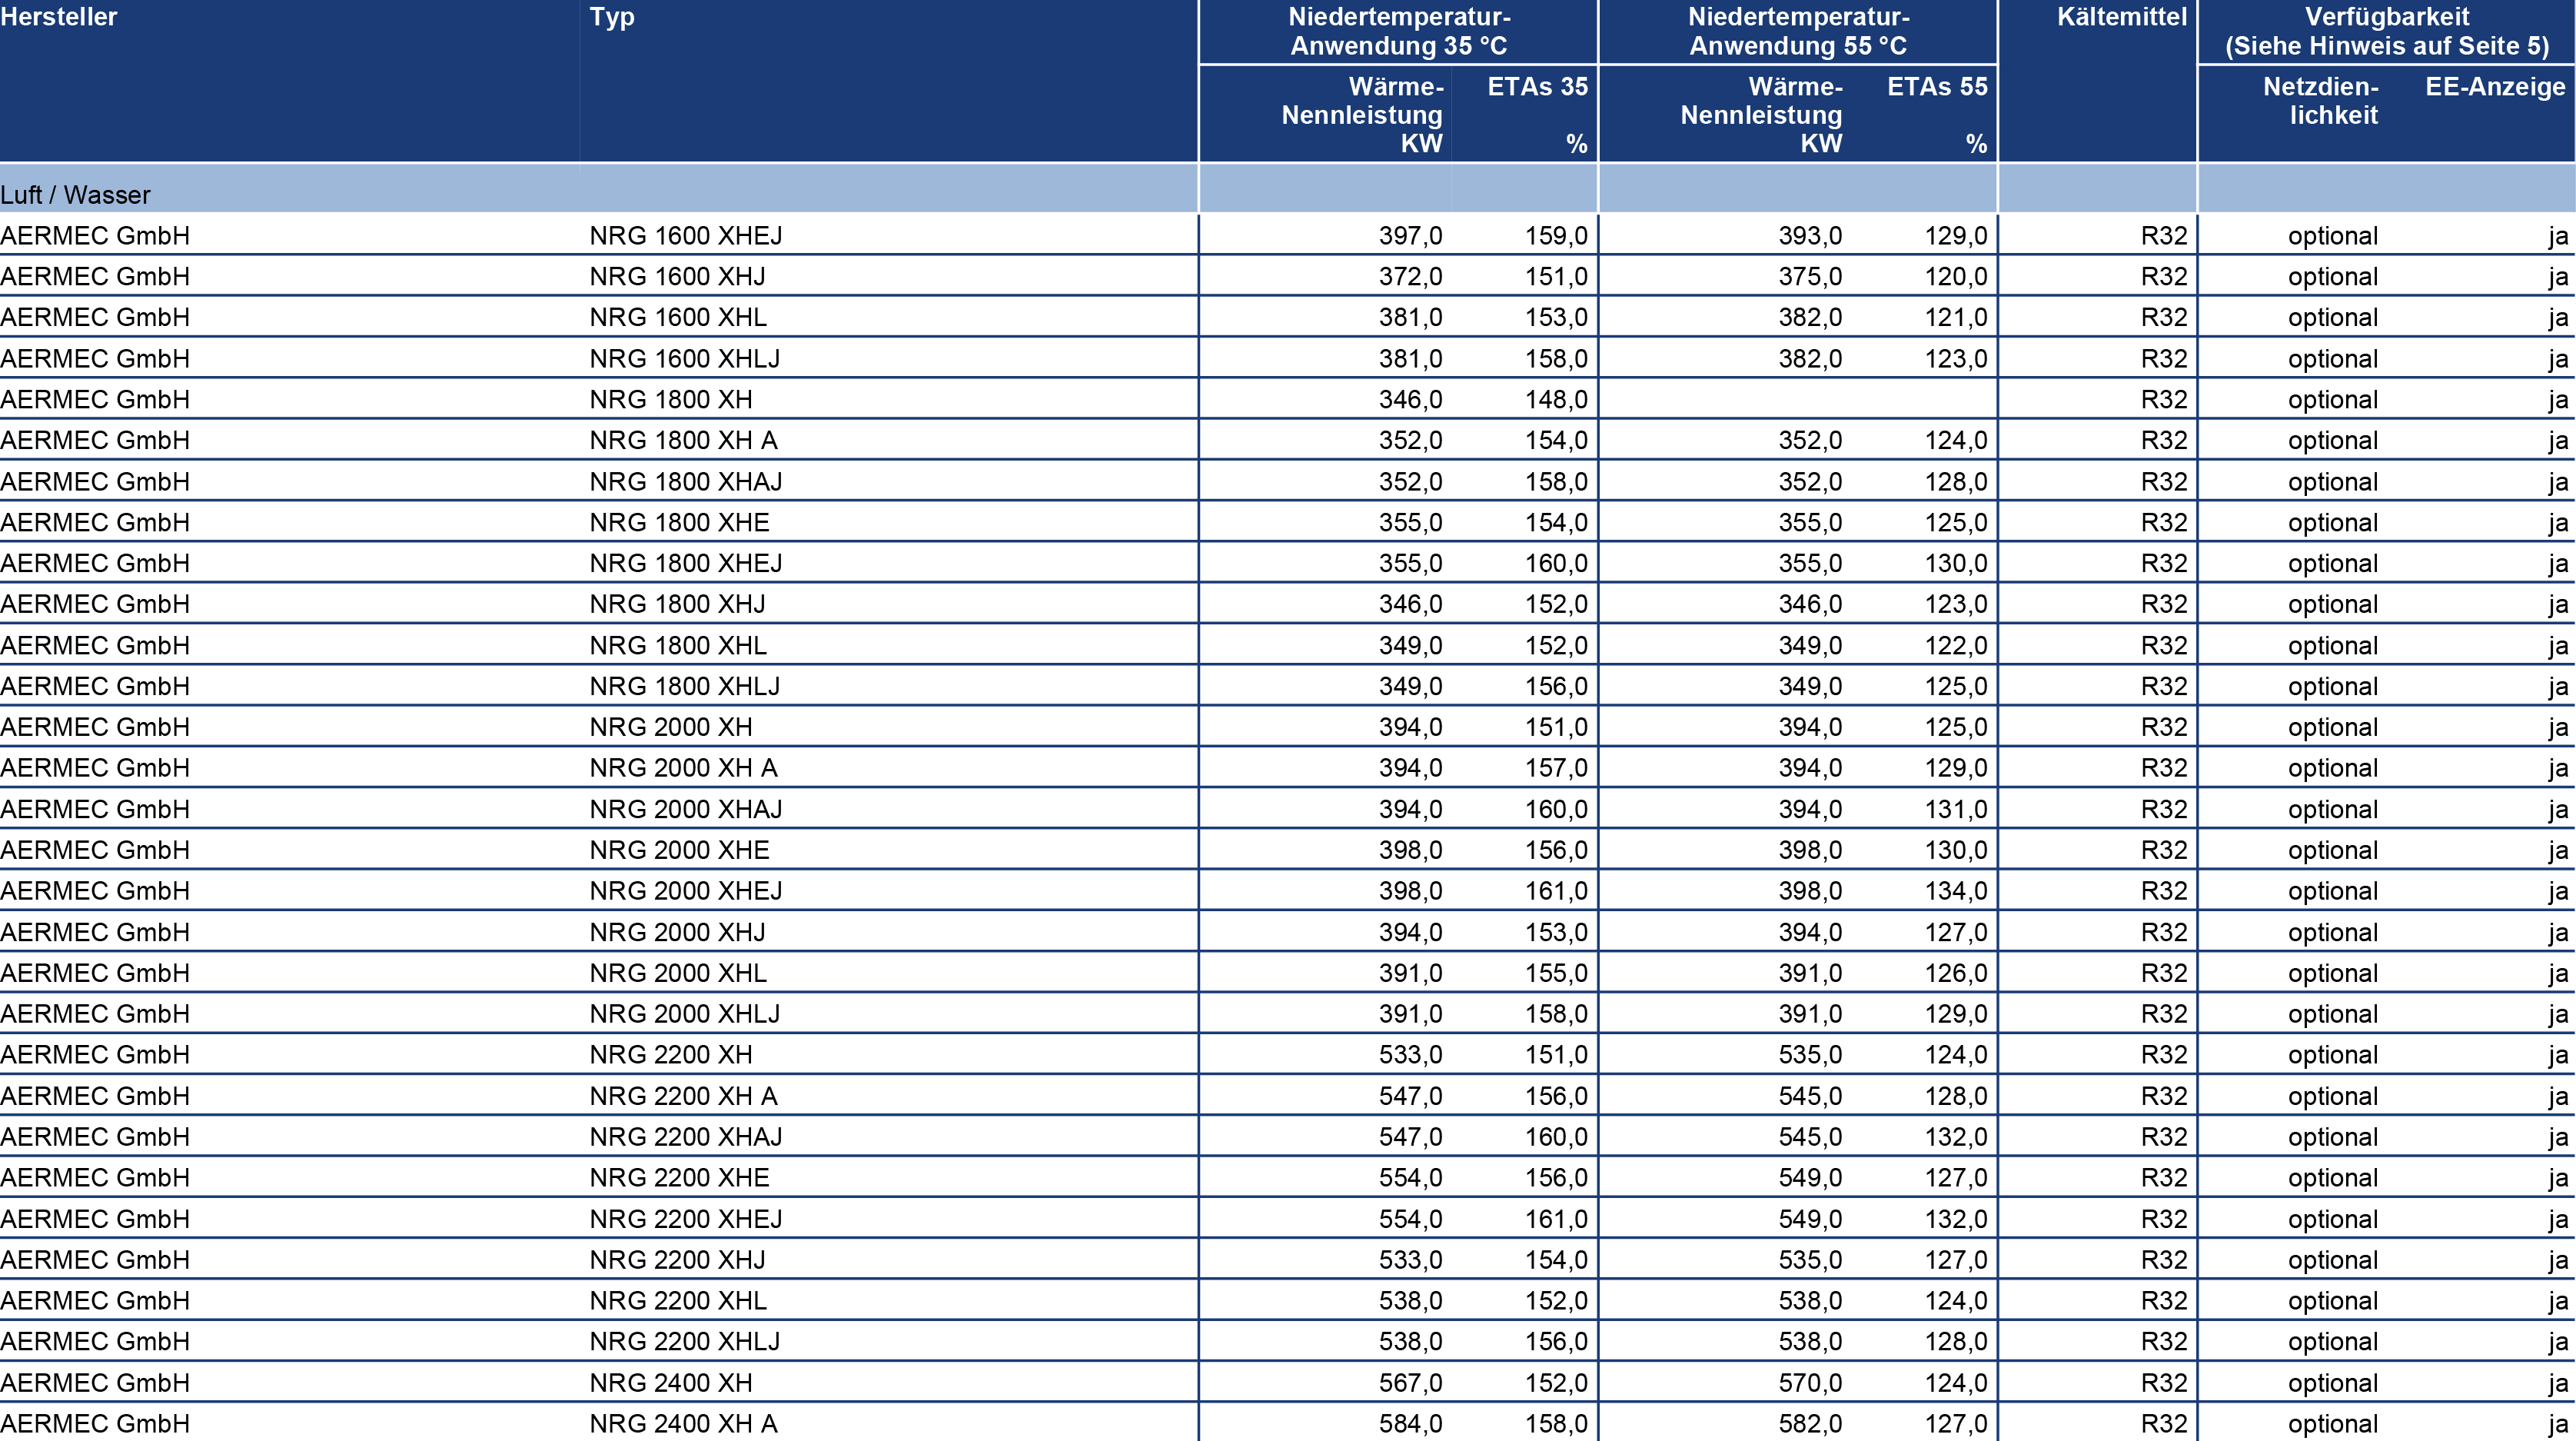 Hersteller Typ Niedertemperatur-Anwendung 35 °C Niedertemperatur-Anwendung 55 °C Kältemittel Verfügbarkeit (Siehe Hinweis auf Seite 5)
Wärme-Nennleistung KW ETAs 35 % Wärme-Nennleistung KW ETAs 55 % Netzdien-lichkeit EE-Anzeige
Luft / Wasser
AERMEC GmbH NRG 1600 XHEJ 397,0 159,0 393,0 129,0 R32 optional ja
AERMEC GmbH NRG 1600 XHJ 372,0 151,0 375,0 120,0 R32 optional ja
AERMEC GmbH NRG 1600 XHL 381,0 153,0 382,0 121,0 R32 optional ja
AERMEC GmbH NRG 1600 XHLJ 381,0 158,0 382,0 123,0 R32 optional ja
AERMEC GmbH NRG 1800 XH 346,0 148,0 R32 optional ja
AERMEC GmbH NRG 1800 XH A 352,0 154,0 352,0 124,0 R32 optional ja
AERMEC GmbH NRG 1800 XHAJ 352,0 158,0 352,0 128,0 R32 optional ja
AERMEC GmbH NRG 1800 XHE 355,0 154,0 355,0 125,0 R32 optional ja
AERMEC GmbH NRG 1800 XHEJ 355,0 160,0 355,0 130,0 R32 optional ja
AERMEC GmbH NRG 1800 XHJ 346,0 152,0 346,0 123,0 R32 optional ja
AERMEC GmbH NRG 1800 XHL 349,0 152,0 349,0 122,0 R32 optional ja
AERMEC GmbH NRG 1800 XHLJ 349,0 156,0 349,0 125,0 R32 optional ja
AERMEC GmbH NRG 2000 XH 394,0 151,0 394,0 125,0 R32 optional ja
AERMEC GmbH NRG 2000 XH A 394,0 157,0 394,0 129,0 R32 optional ja
AERMEC GmbH NRG 2000 XHAJ 394,0 160,0 394,0 131,0 R32 optional ja
AERMEC GmbH NRG 2000 XHE 398,0 156,0 398,0 130,0 R32 optional ja
AERMEC GmbH NRG 2000 XHEJ 398,0 161,0 398,0 134,0 R32 optional ja
AERMEC GmbH NRG 2000 XHJ 394,0 153,0 394,0 127,0 R32 optional ja
AERMEC GmbH NRG 2000 XHL 391,0 155,0 391,0 126,0 R32 optional ja
AERMEC GmbH NRG 2000 XHLJ 391,0 158,0 391,0 129,0 R32 optional ja
AERMEC GmbH NRG 2200 XH 533,0 151,0 535,0 124,0 R32 optional ja
AERMEC GmbH NRG 2200 XH A 547,0 156,0 545,0 128,0 R32 optional ja
AERMEC GmbH NRG 2200 XHAJ 547,0 160,0 545,0 132,0 R32 optional ja
AERMEC GmbH NRG 2200 XHE 554,0 156,0 549,0 127,0 R32 optional ja
AERMEC GmbH NRG 2200 XHEJ 554,0 161,0 549,0 132,0 R32 optional ja
AERMEC GmbH NRG 2200 XHJ 533,0 154,0 535,0 127,0 R32 optional ja
AERMEC GmbH NRG 2200 XHL 538,0 152,0 538,0 124,0 R32 optional ja
AERMEC GmbH NRG 2200 XHLJ 538,0 156,0 538,0 128,0 R32 optional ja
AERMEC GmbH NRG 2400 XH 567,0 152,0 570,0 124,0 R32 optional ja
AERMEC GmbH NRG 2400 XH A 584,0 158,0 582,0 127,0 R32 optional ja